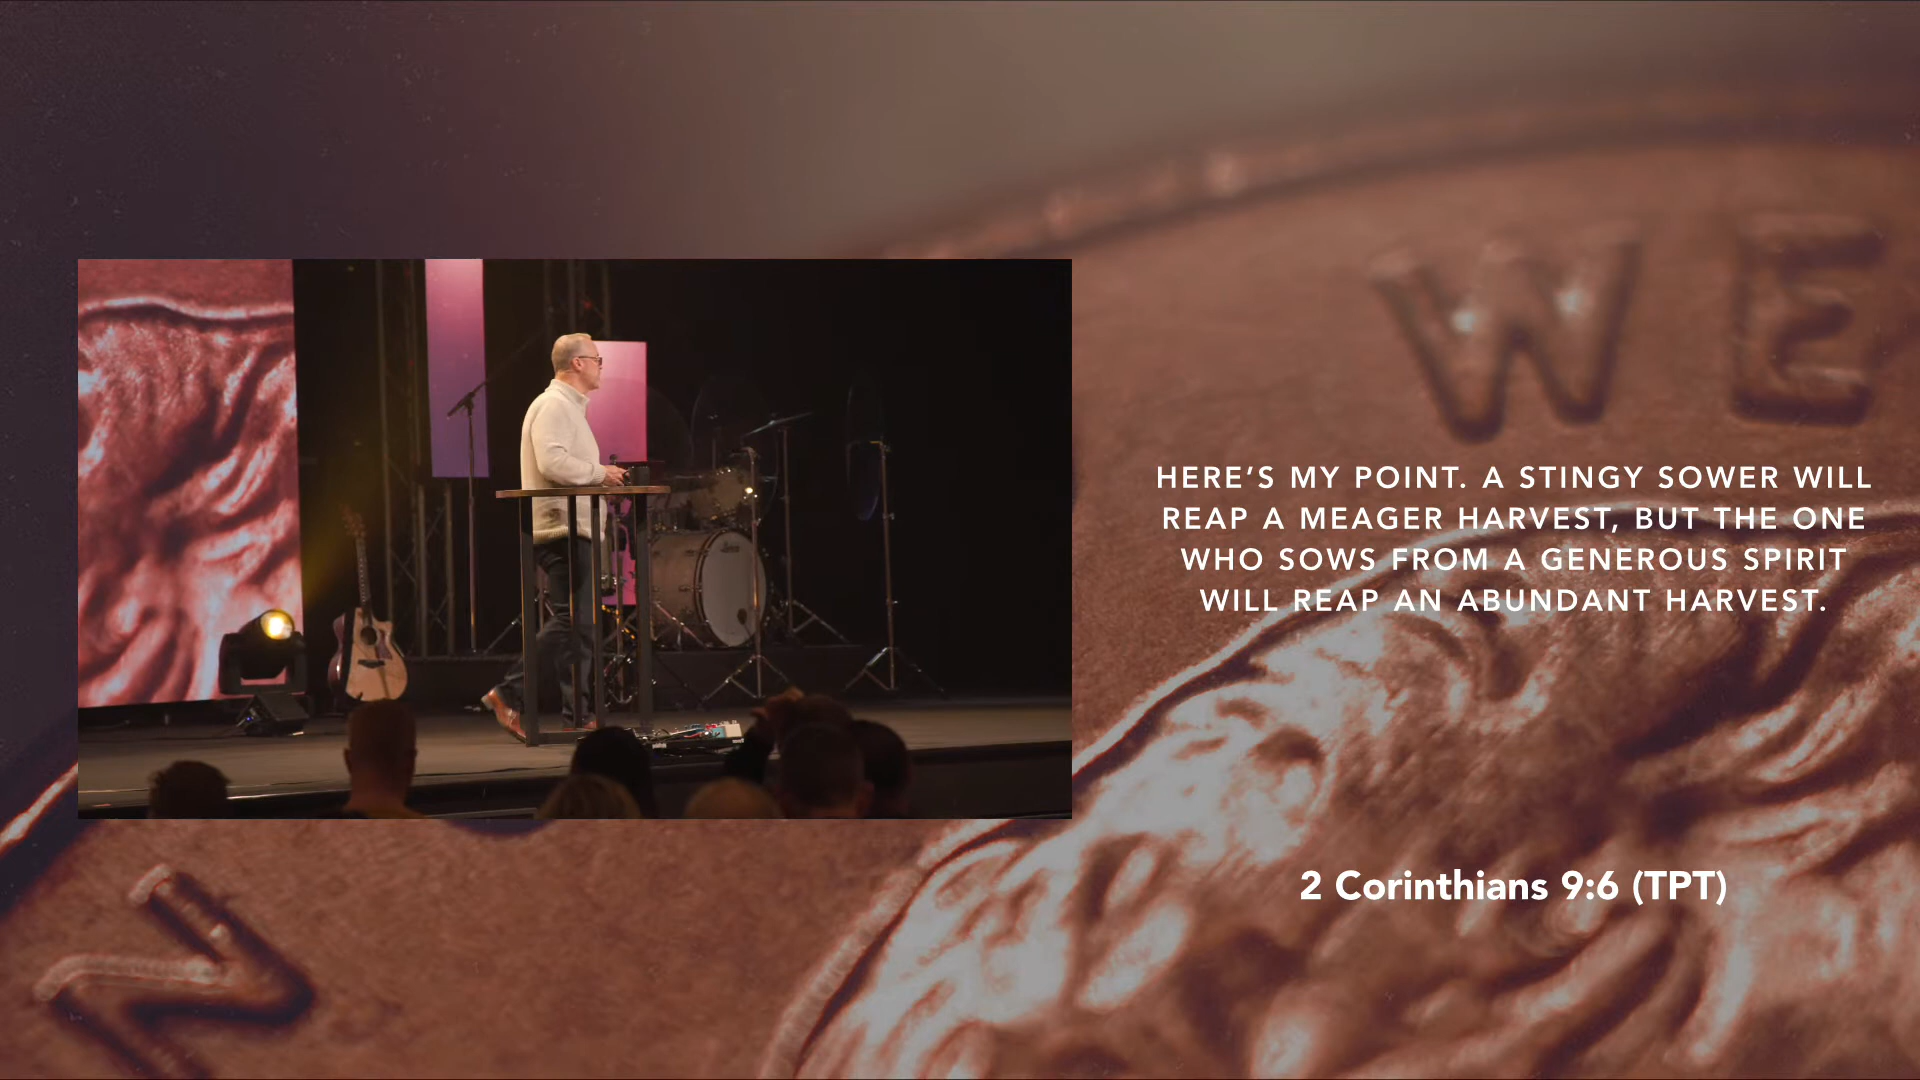 WE
HERE’S MY POINT. A STINGY SOWER WILL
REAP A MEAGER HARVEST, BUT THE ONE
WHO SOWS FROM A GENEROUS SPIRIT
WILL REAP AN ABUNDANT HARVEST.
2 Corinthians 9:6 (TPT)
N